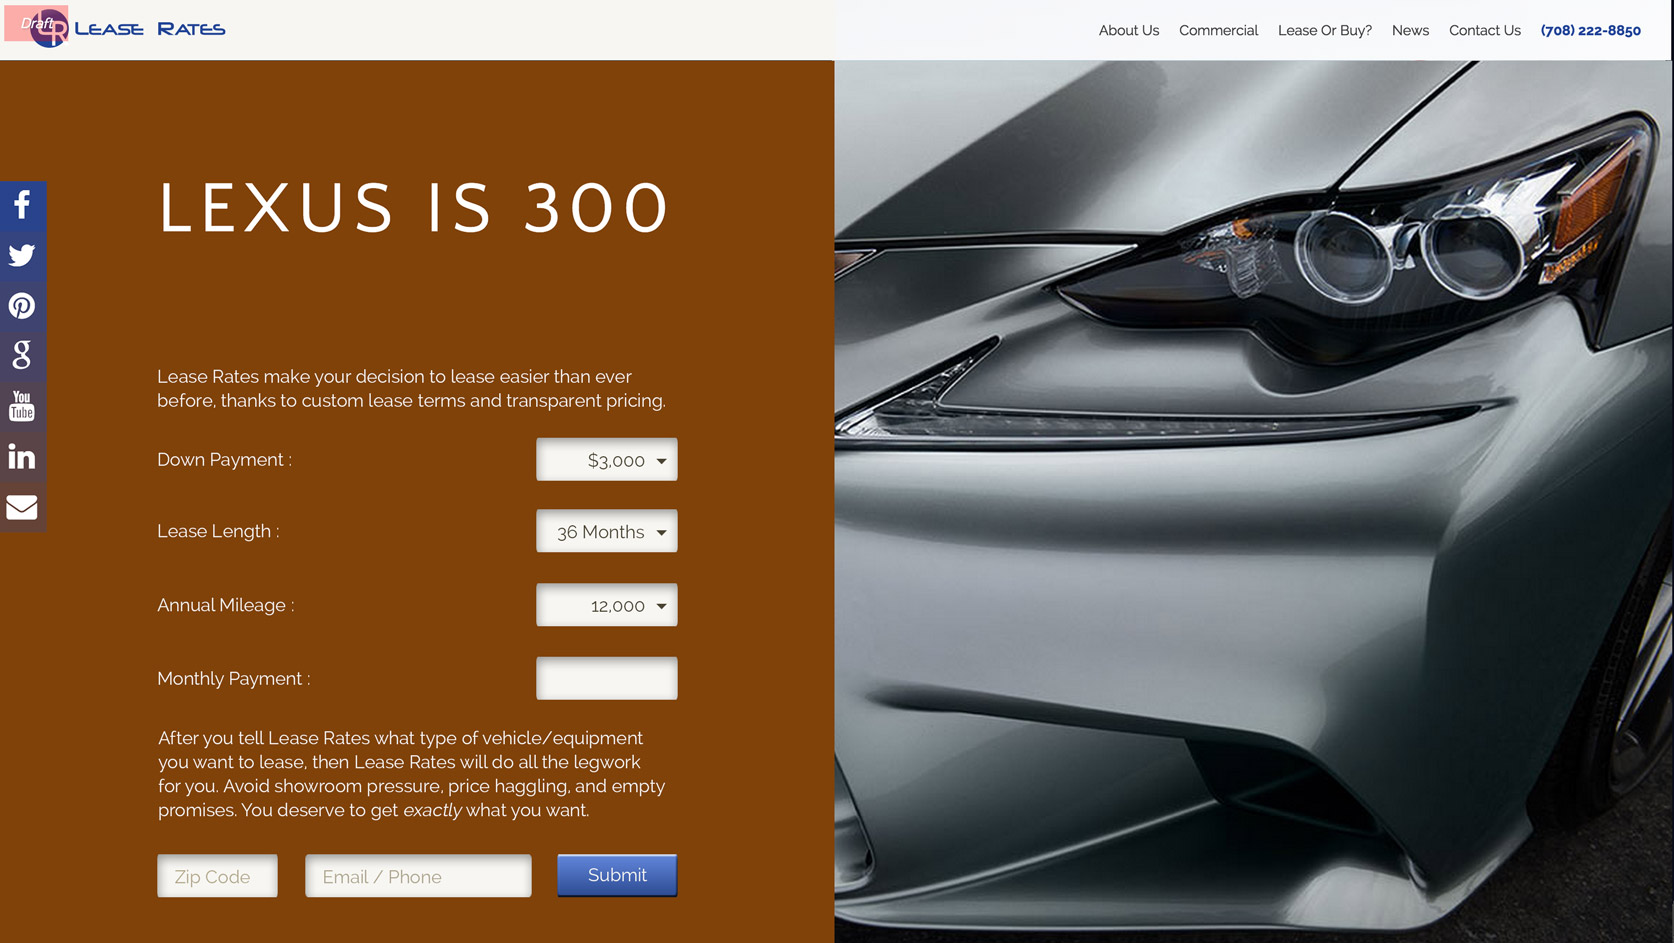 Draft
LR
LEASE RATES
About Us
Commercial
Lease Or Buy?
News
Contact Us
(708) 222-8850
LEXUS IS 300
You
Tube
in
Lease Rates make your decision to lease easier than ever
before, thanks to custom lease terms and transparent pricing.
Down Payment :
$3,000
Lease Length :
36 Months
Annual Mileage :
12,000
Monthly Payment :
After you tell Lease Rates what type of vehicle/equipment
you want to lease, then Lease Rates will do all the legwork
for you. Avoid showroom pressure, price haggling, and empty
promises. You deserve to get exactly what you want.
Zip Code
Email / Phone
Submit